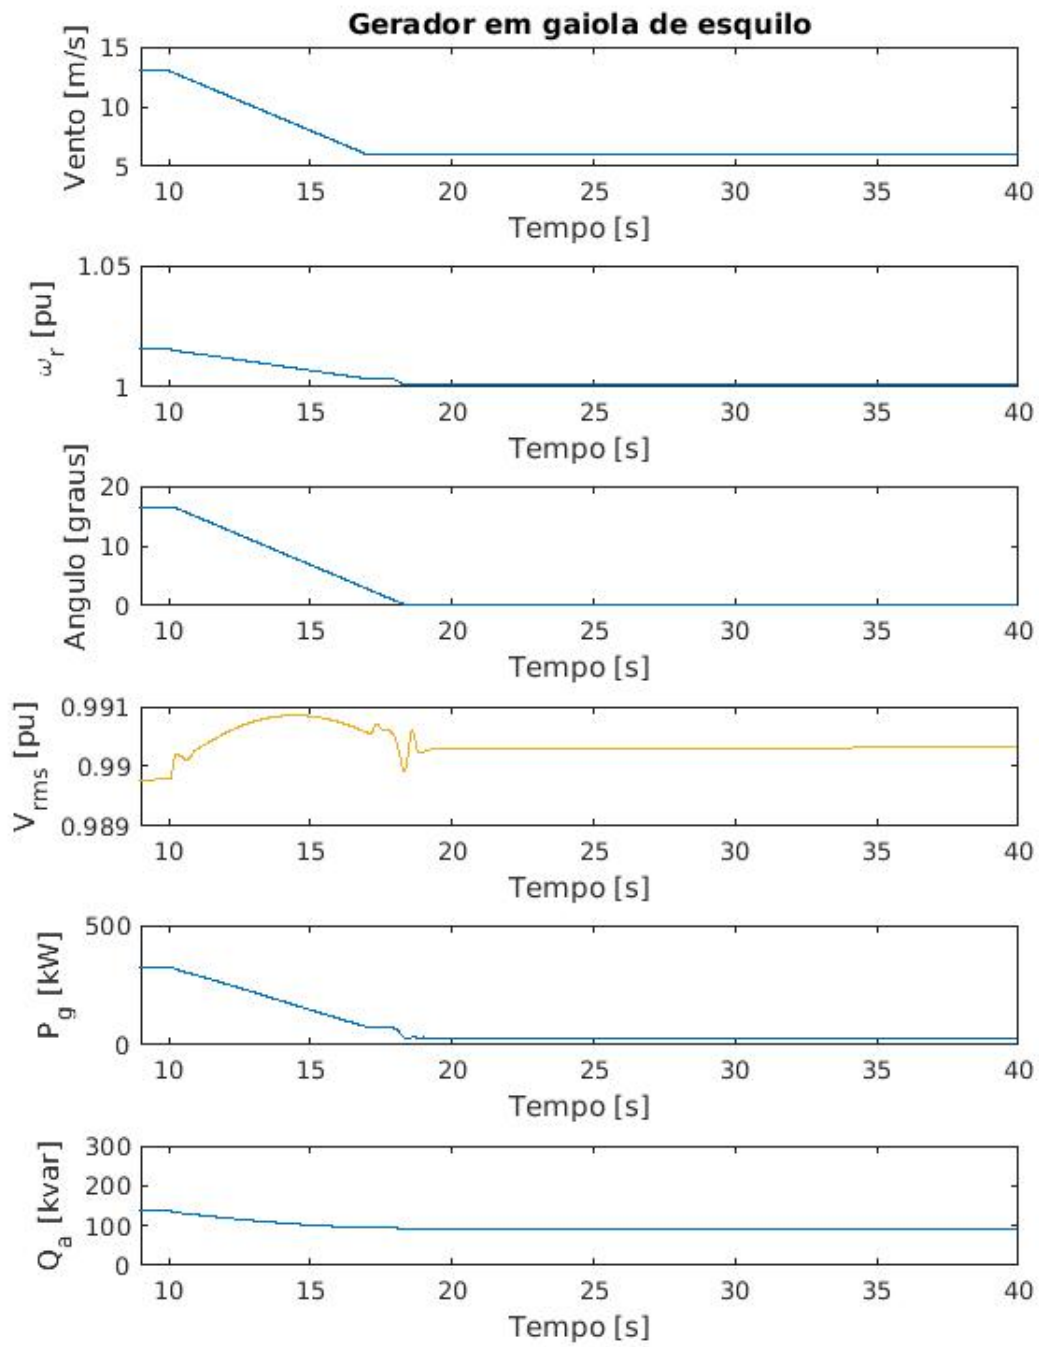 Gerador em gaiola de esquilo
Vento [m/s]
15
10
5
10 15 20 25 30 35 40
Tempo [s]
ω_r [pu]
1.05
1
10 15 20 25 30 35 40
Tempo [s]
Angulo [graus]
20
10
0
10 15 20 25 30 35 40
Tempo [s]
V_rms [pu]
0.991
0.99
0.989
10 15 20 25 30 35 40
Tempo [s]
P_g [kW]
500
0
10 15 20 25 30 35 40
Tempo [s]
Q_a [kvar]
300
200
100
0
10 15 20 25 30 35 40
Tempo [s]